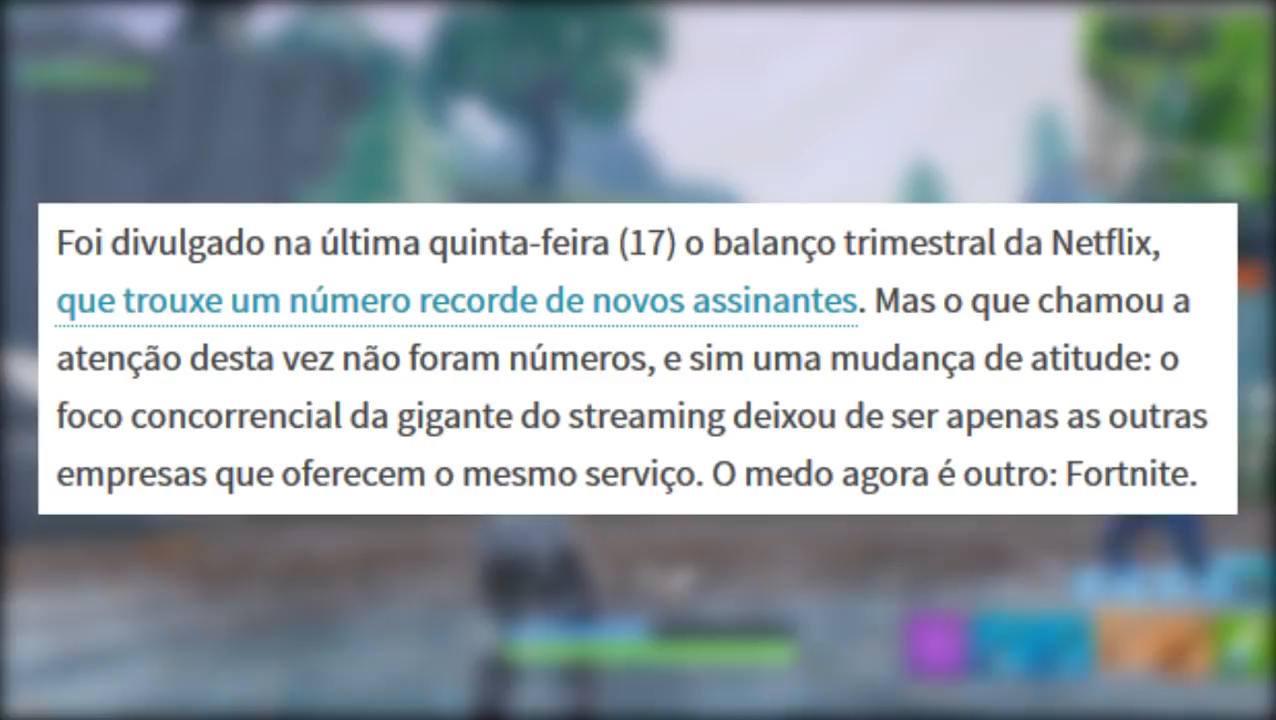 Foi divulgado na última quinta-feira (17) o balanço trimestral da Netflix,
que trouxe um número recorde de novos assinantes. Mas o que chamou a
atenção desta vez não foram números, e sim uma mudança de atitude: o
foco concorrencial da gigante do streaming deixou de ser apenas as outras
empresas que oferecem o mesmo serviço. O medo agora é outro: Fortnite.